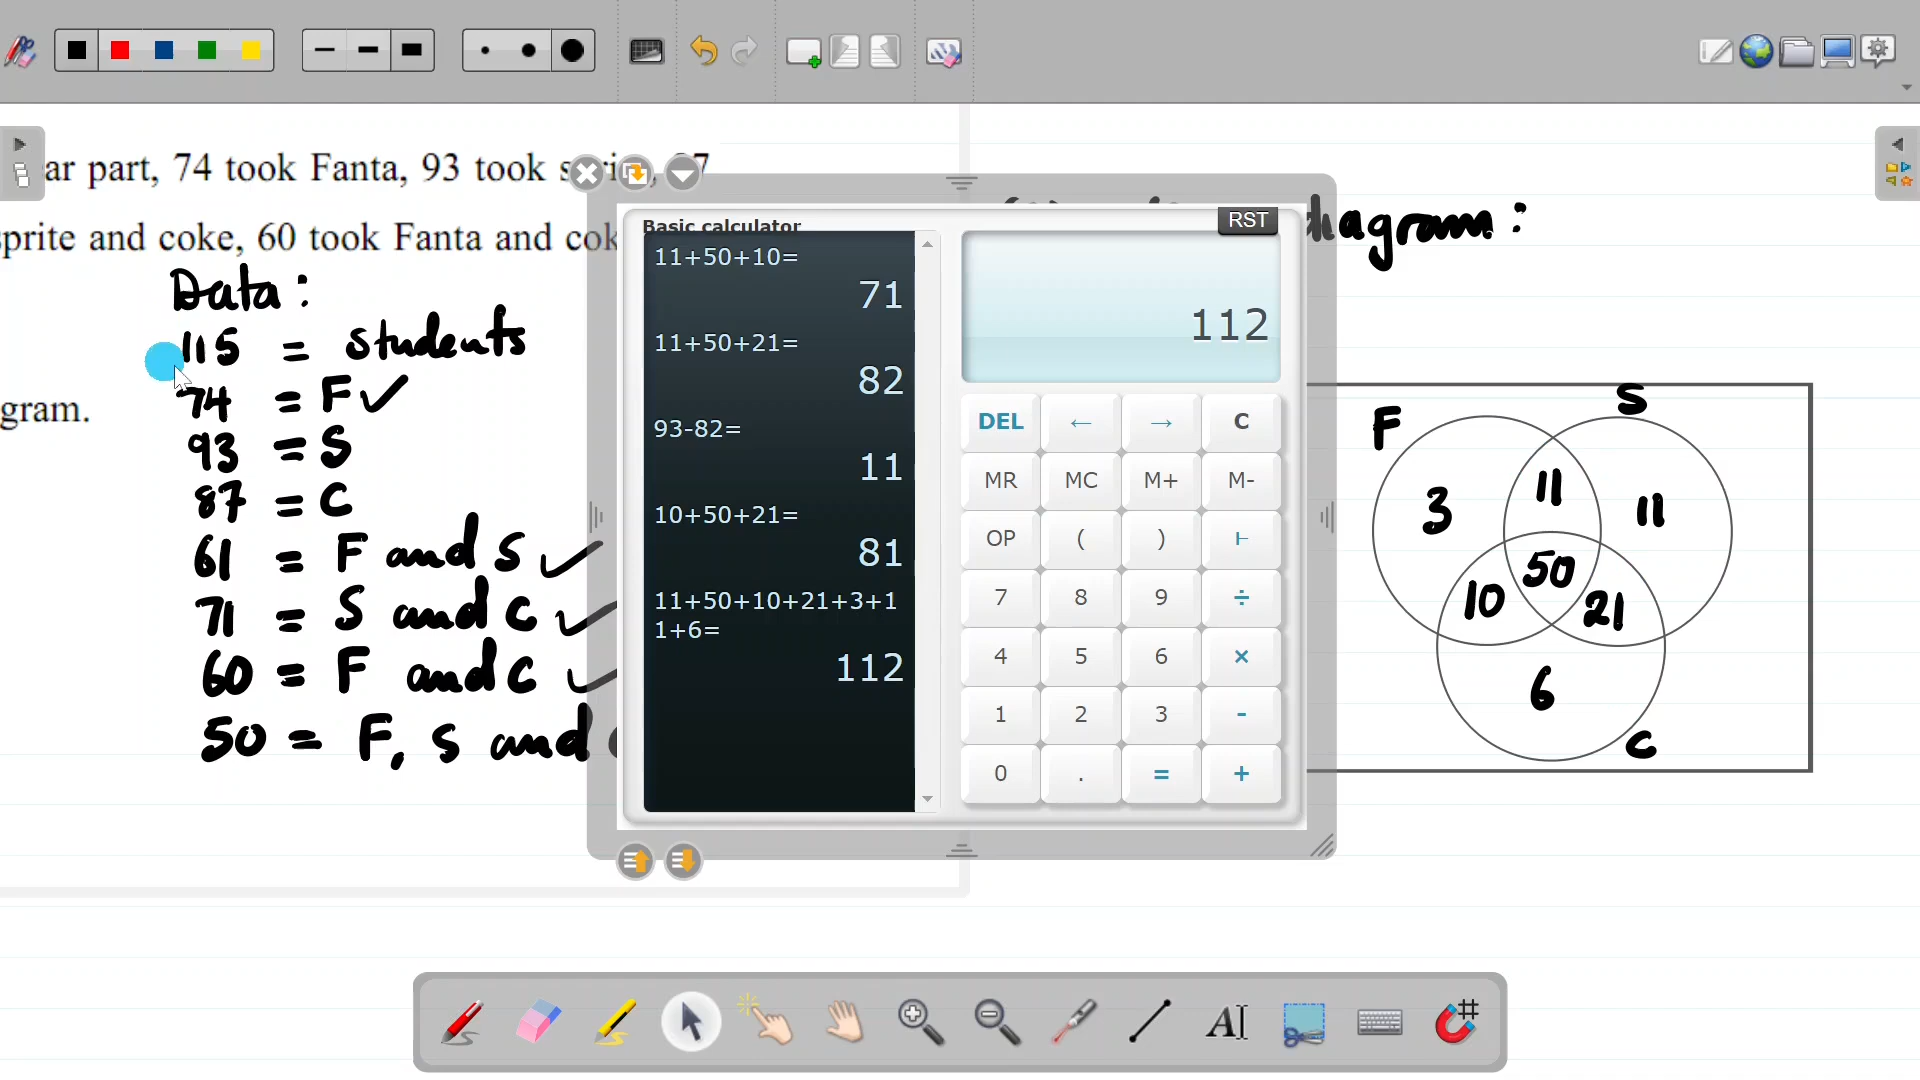 ar part, 74 took Fanta, 93 took
prite and coke, 60 took Fanta and
gram.
Data:
115 = students
74 = F ✓
93 = S
87 = C
61 = F and S ✓
71 = S and C ✓
60 = F and C ✓
50 = F, S and
Basic calculator
11+50+10=
71
11+50+21=
82
93-82=
11
10+50+21=
81
11+50+10+21+3+1
1+6=
112
RST
112
DEL ← → C
MR MC M+ M-
OP ( ) ⊢
7 8 9 ÷
4 5 6 ×
1 2 3 -
0 . = +
diagram:
F S
3 11 11
50
10 21
6
C
AI